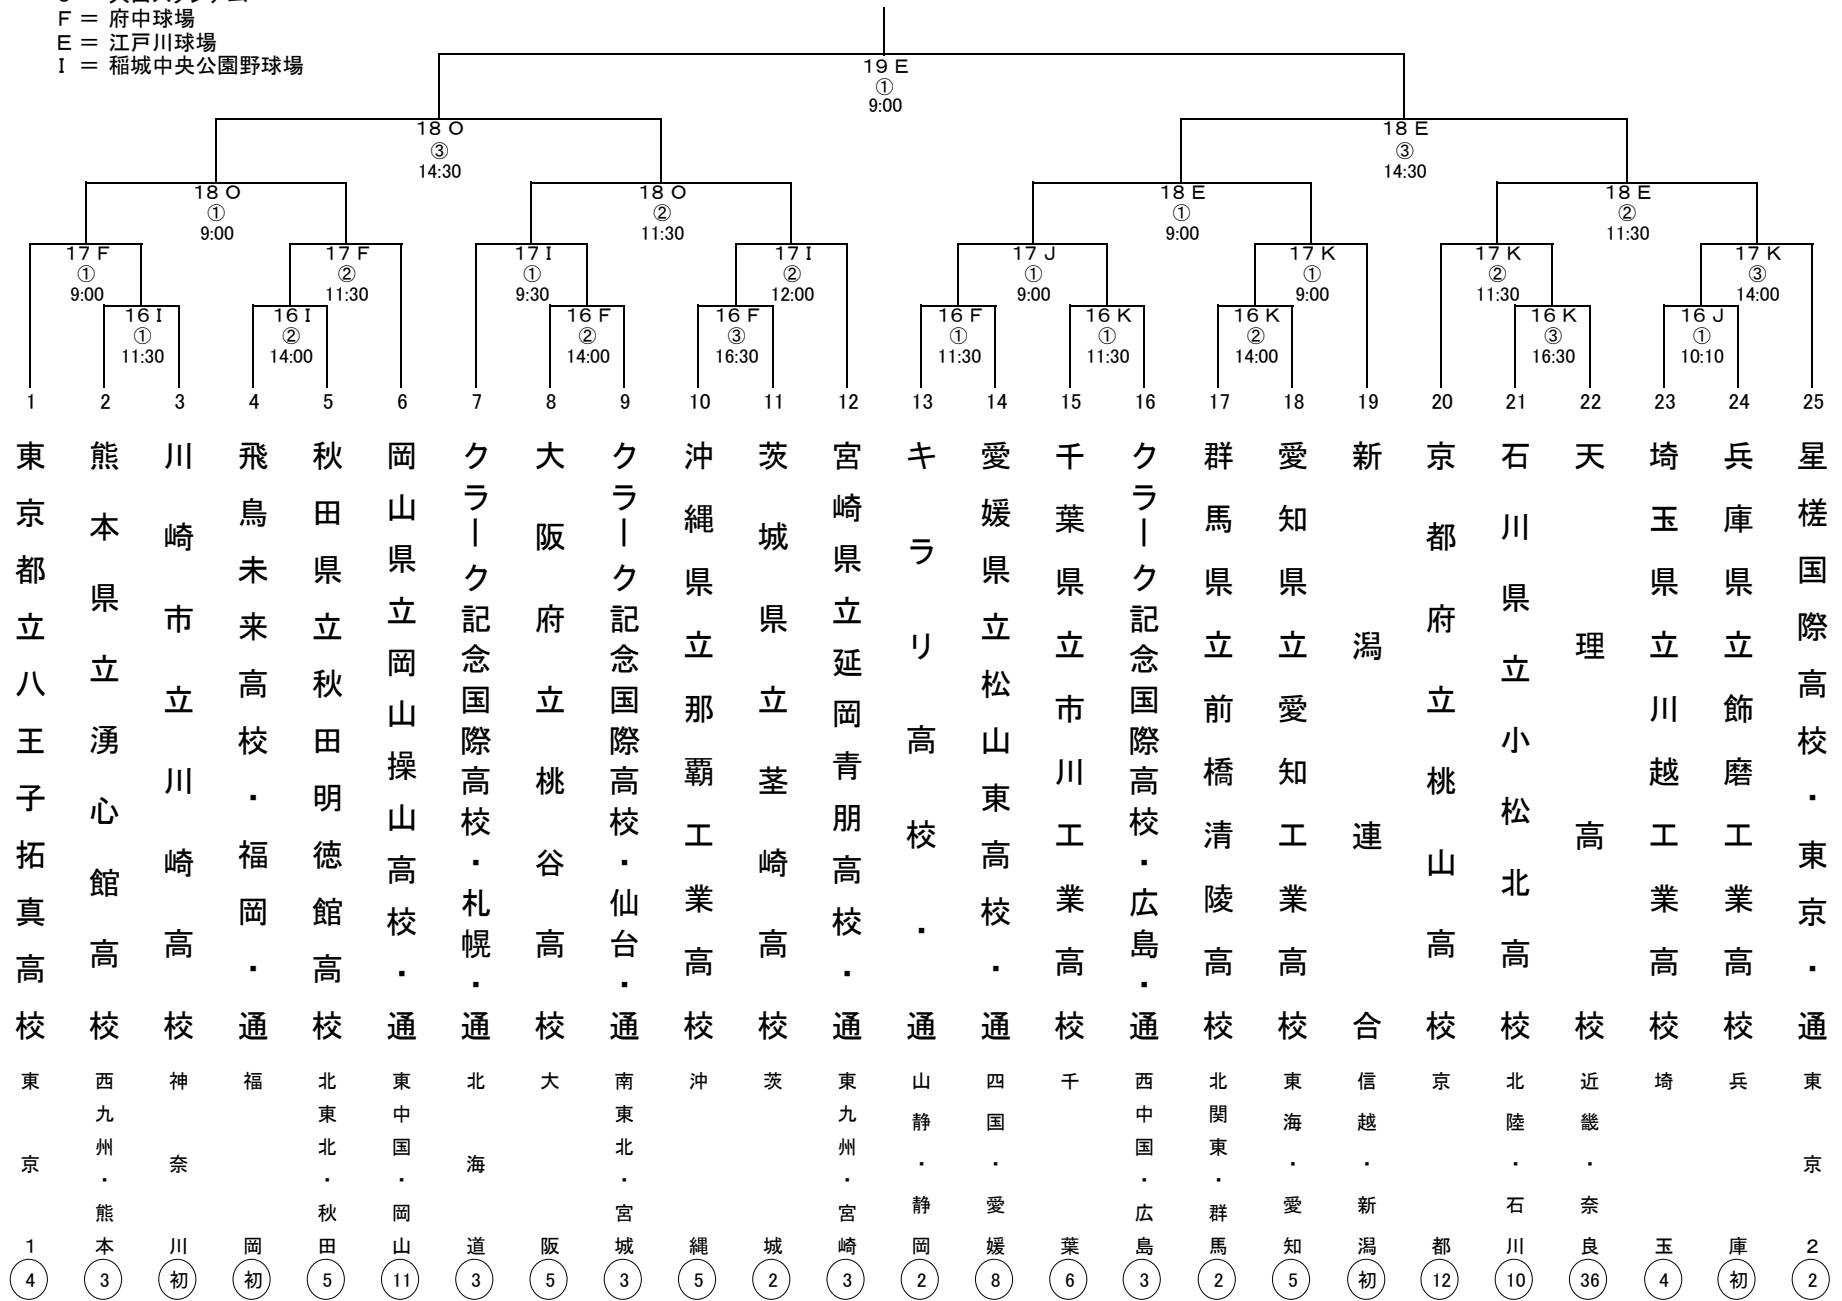 F = 府中球場
E = 江戸川球場
I = 稲城中央公園野球場
19 E
①
9:00
18 O
③
14:30
18 E
③
14:30
18 O
①
9:00
18 O
②
11:30
18 E
①
9:00
18 E
②
11:30
17 F
①
9:00
17 F
②
11:30
17 I
①
9:30
17 I
②
12:00
17 J
①
9:00
17 K
①
9:00
17 K
②
11:30
17 K
③
14:00
16 I
①
11:30
16 I
②
14:00
16 F
②
14:00
16 F
③
16:30
16 F
①
11:30
16 K
①
11:30
16 K
②
14:00
16 K
③
16:30
16 J
①
10:10
1
東京都立八王子拓真高校
東京1
4
2
熊本県立湧心館高校
西九州・熊本
3
3
川崎市立川崎高校
神奈川
初
4
飛鳥未来高校・福岡・通
福岡
初
5
秋田県立秋田明徳館高校
北東北・秋田
5
6
岡山県立岡山操山高校・通
東中国・岡山
11
7
クラーク記念国際高校・札幌・通
北海道
3
8
大阪府立桃谷高校
大阪
5
9
クラーク記念国際高校・仙台・通
南東北・宮城
3
10
沖縄県立那覇工業高校
沖縄
5
11
茨城県立茎崎高校
茨城
2
12
宮崎県立延岡青朋高校・通
東九州・宮崎
3
13
キラリ高校・通
山静・静岡
2
14
愛媛県立松山東高校・通
四国・愛媛
8
15
千葉県立市川工業高校
千葉
6
16
クラーク記念国際高校・広島・通
西中国・広島
3
17
群馬県立前橋清陵高校
北関東・群馬
2
18
愛知県立愛知工業高校
東海・愛知
5
19
新潟連合
信越・新潟
初
20
京都府立桃山高校
京都
12
21
石川県立小松北高校
北陸・石川
10
22
天理高校
近畿・奈良
36
23
埼玉県立川越工業高校
埼玉
4
24
兵庫県立飾磨工業高校
兵庫
初
25
星槎国際高校・東京・通
東京2
2